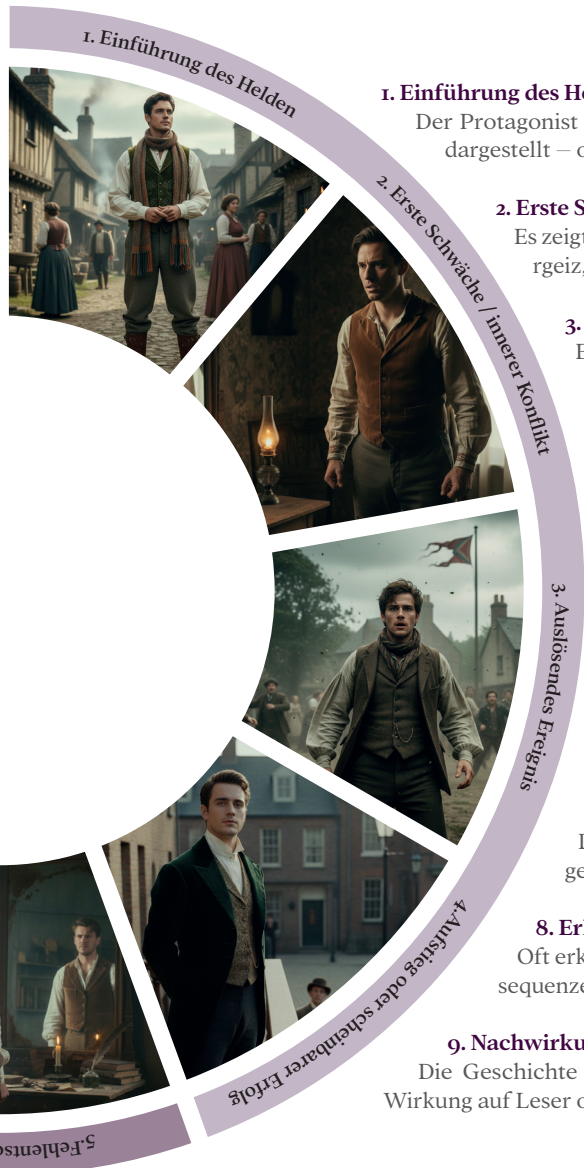 1. Einführung des Helden
2. Erste Schwäche / innerer Konflikt
3. Auslösendes Ereignis
4.Aufstieg oder scheinbarer Erfolg
5.Fehlentsc
1. Einführung des He
Der Protagonist
dargestellt – o
2. Erste S
Es zeigt
rgeiz,
3.
E
ge
8. Er
Oft erk
sequenze
9. Nachwirku
Die Geschichte
Wirkung auf Leser o